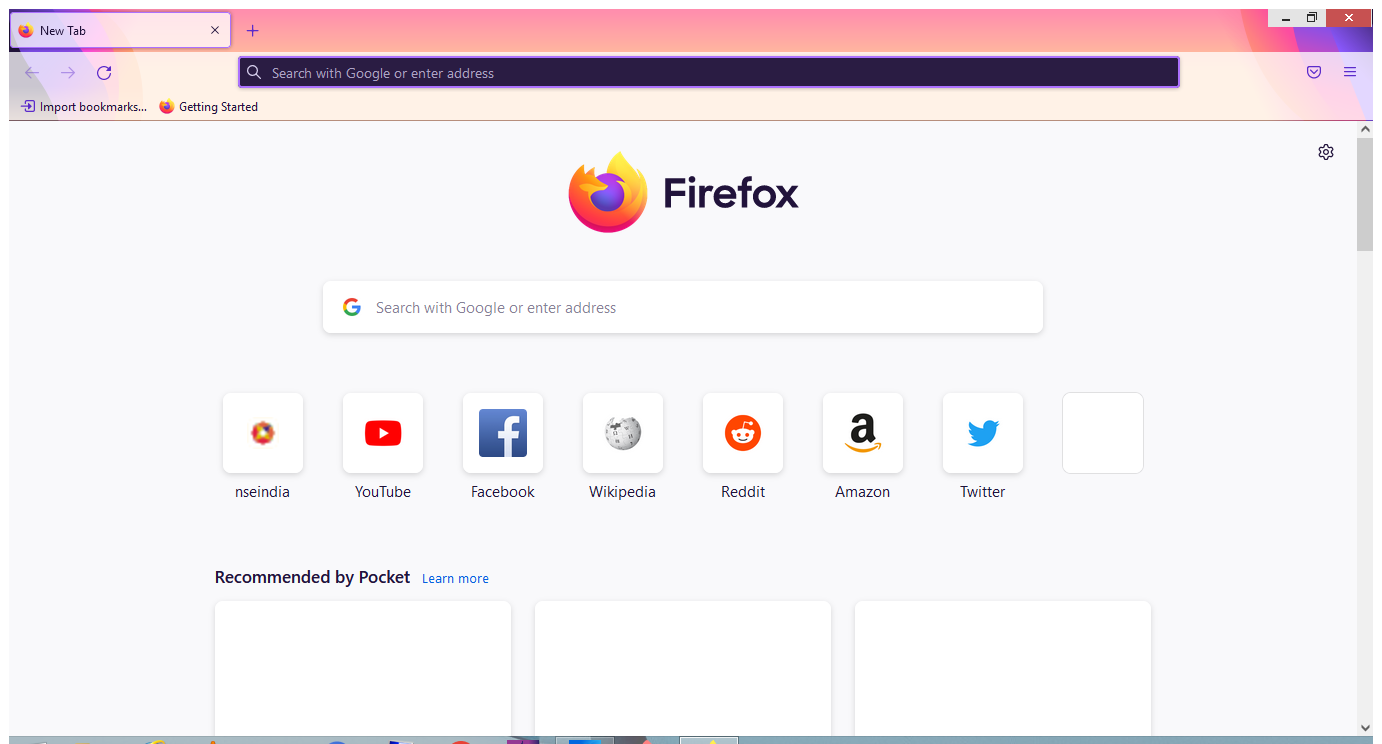 New Tab
Search with Google or enter address
Import bookmarks...
Getting Started
Firefox
Search with Google or enter address
nseindia
YouTube
Facebook
Wikipedia
Reddit
Amazon
Twitter
Recommended by Pocket
Learn more